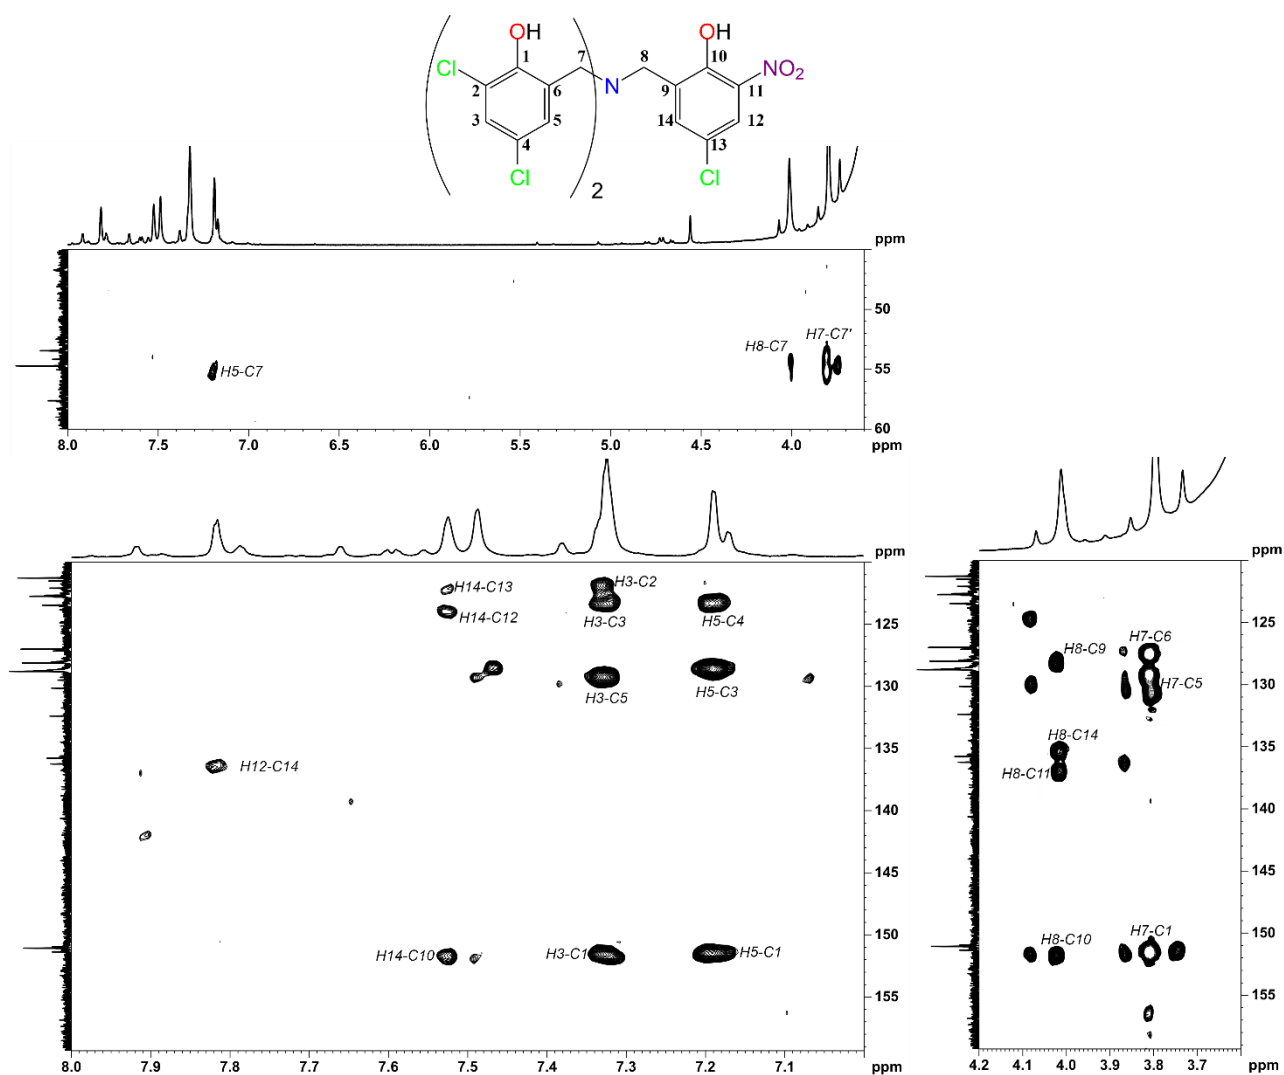 OH
OH
1
7
8
10
Cl
NO2
2
6
N
9
11
3
5
14
12
4
13
Cl
Cl
2
ppm
50
H8-C7
H7-C7'
H5-C7
55
60
8.0
7.5
7.0
6.5
6.0
5.5
5.0
4.5
4.0
ppm
ppm
H14-C13
H3-C2
H14-C12
H3-C3
H5-C4
125
H3-C5
H5-C3
130
135
H12-C14
140
145
150
H14-C10
H3-C1
H5-C1
155
8.0
7.9
7.8
7.7
7.6
7.5
7.4
7.3
7.2
7.1
ppm
ppm
125
H7-C6
H8-C9
H7-C5
130
H8-C14
135
H8-C11
140
145
H7-C1
H8-C10
150
155
4.2
4.1
4.0
3.9
3.8
3.7
ppm